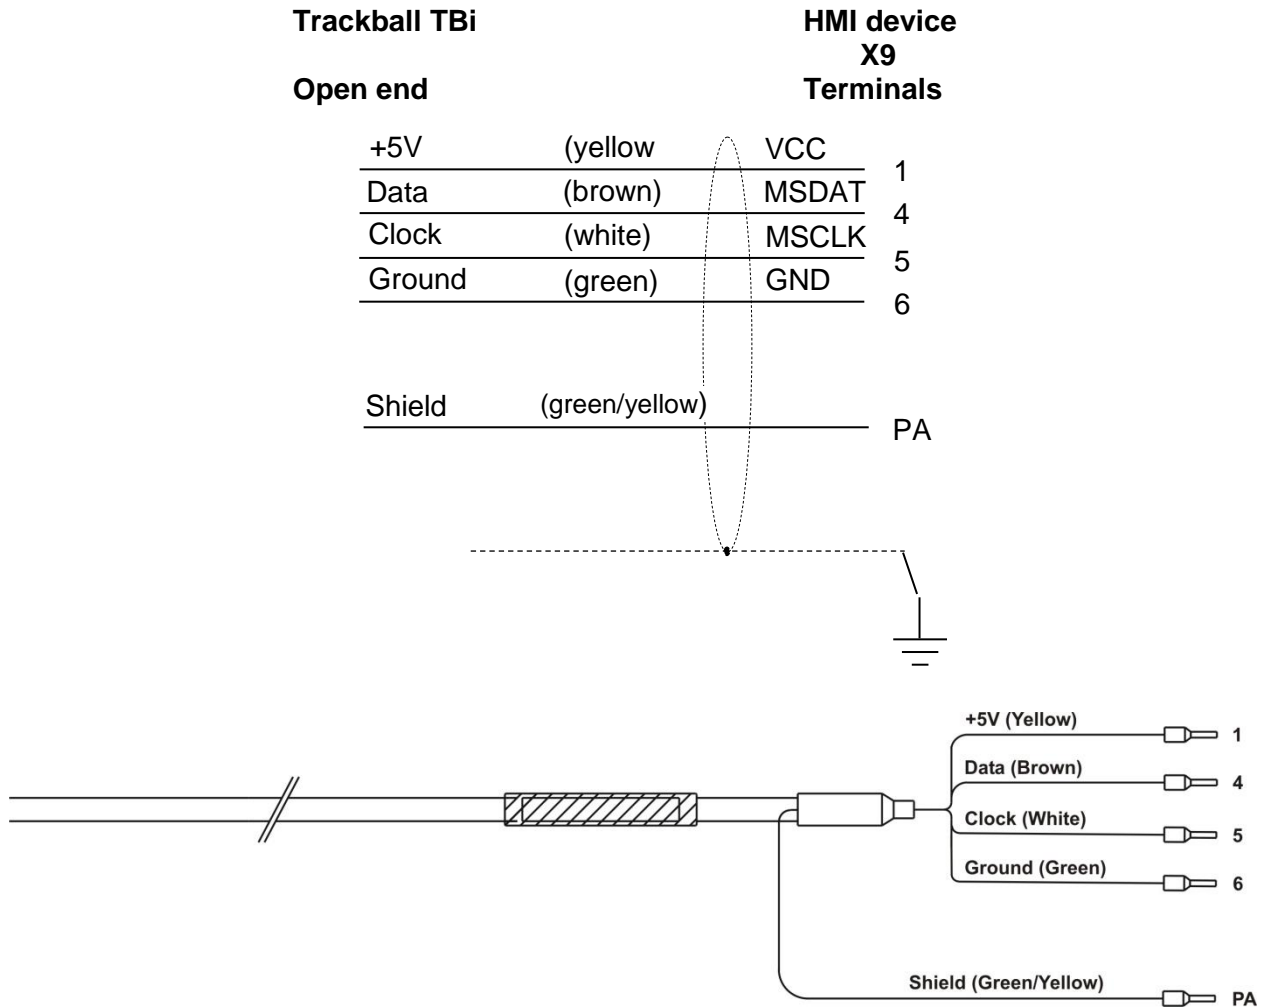 Trackball TBi HMI device
X9
Open end Terminals
+5V (yellow VCC 1
Data (brown) MSDAT 4
Clock (white) MSCLK 5
Ground (green) GND 6
Shield (green/yellow) PA
+5V (Yellow) 1
Data (Brown) 4
Clock (White) 5
Ground (Green) 6
Shield (Green/Yellow) PA